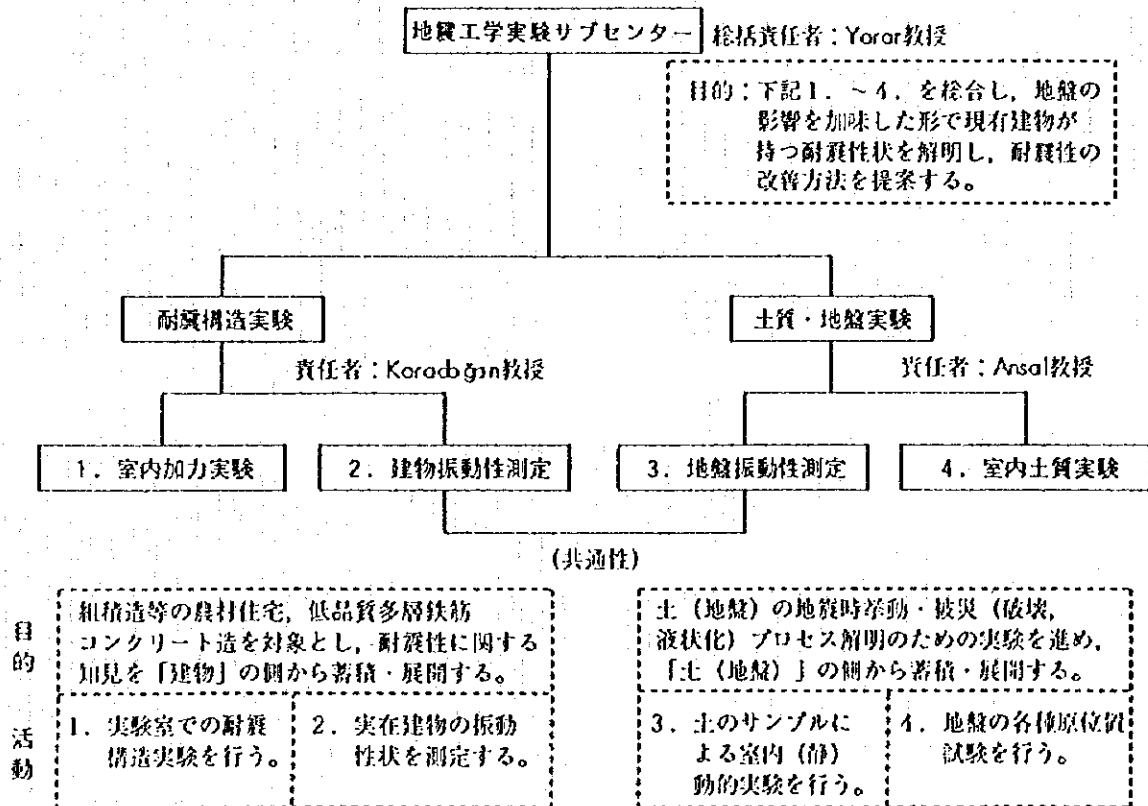 地震工学実験サブセンター 総括責任者：Yorar教授
目的：下記1．～4．を総合し，地盤の
影響を加味した形で現有建物が
持つ耐震性状を解明し，耐震性の
改善方法を提案する。
耐震構造実験
土質・地盤実験
責任者：Koradoğan教授
責任者：Ansal教授
1．室内加力実験
2．建物振動性測定
3．地盤振動性測定
4．室内土質実験
(共通性)
目的
組積造等の農村住宅，低品質多層鉄筋
コンクリート造を対象とし，耐震性に関する
知見を「建物」の側から蓄積・展開する。
土（地盤）の地震時挙動・被災（破壊，
液状化）プロセス解明のための実験を進め，
「土（地盤）」の側から蓄積・展開する。
活動
1．実験室での耐震
構造実験を行う。
2．実在建物の振動
性状を測定する。
3．土のサンプルに
よる室内（静）
動的実験を行う。
4．地盤の各種原位置
試験を行う。